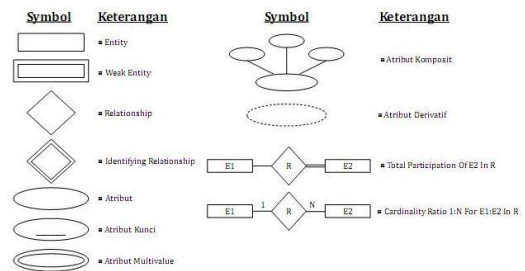 Symbol Keterangan
= Entity
= Weak Entity
= Relationship
= Identifying Relationship
= Atribut
= Atribut Kunci
= Atribut Multivalue
Symbol Keterangan
= Atribut Komposit
= Atribut Derivatif
E1 R E2 = Total Participation Of E2 In R
E1 1 R N E2 = Cardinality Ratio 1:N For E1:E2 In R